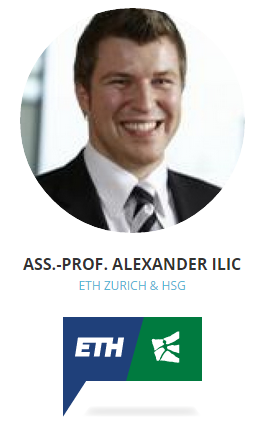 ASS.-PROF. ALEXANDER ILIC
ETH ZURICH & HSG
ETH